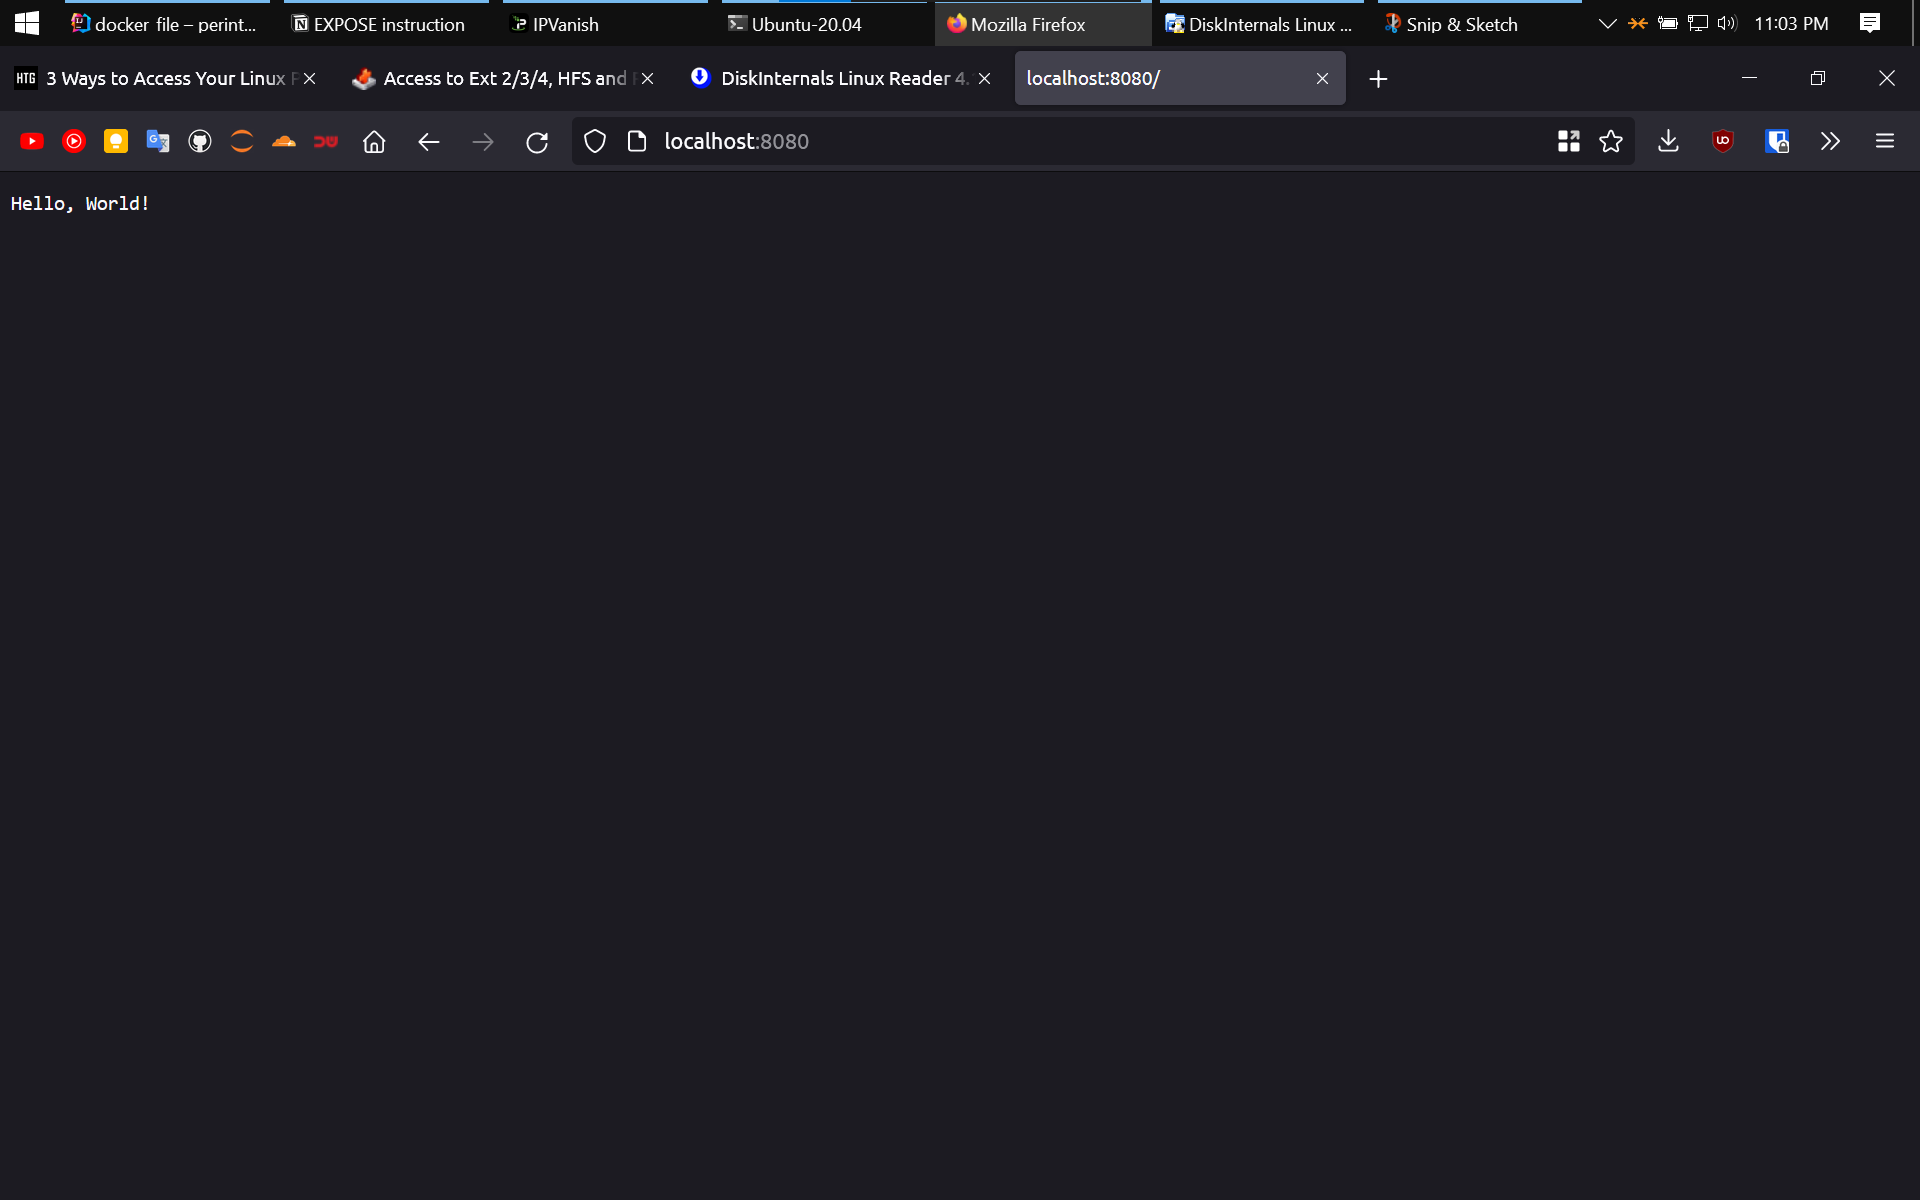 docker file – perint... EXPOSE instruction IPVanish Ubuntu-20.04 Mozilla Firefox DiskInternals Linux ... Snip & Sketch 11:03 PM
HTG 3 Ways to Access Your Linux P Access to Ext 2/3/4, HFS and DiskInternals Linux Reader 4. localhost:8080/
localhost:8080
Hello, World!